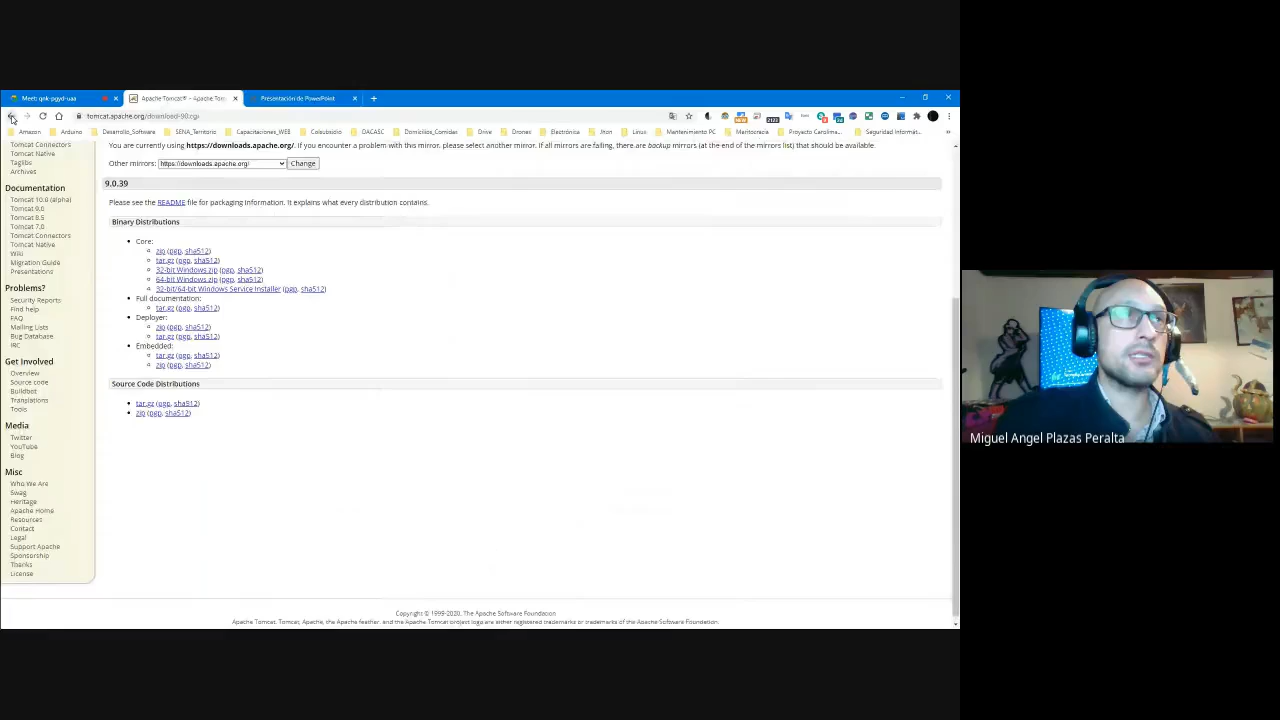 Meet: qnk-pgyd-uaa
Apache Tomcat® - Apache Tom
Presentación de PowerPoint
tomcat.apache.org/download-90.cgi
Amazon Arduino Desarrollo_Software SENA_Territorio Capacitaciones_WEB Colsubsidio DACASC Domicilios_Comidas Drive Drones Electrónica Jhon Linux Mantenimiento PC Meritocracia Proyecto Carolina... Seguridad Informat...
Tomcat Connectors
Tomcat Native
Taglibs
Archives
Documentation
Tomcat 10.0 (alpha)
Tomcat 9.0
Tomcat 8.5
Tomcat 7.0
Tomcat Connectors
Tomcat Native
Wiki
Migration Guide
Presentations
Problems?
Security Reports
Find help
FAQ
Mailing Lists
Bug Database
IRC
Get Involved
Overview
Source code
Buildbot
Translations
Tools
Media
Twitter
YouTube
Blog
Misc
Who We Are
Swag
Heritage
Apache Home
Resources
Contact
Legal
Support Apache
Sponsorship
Thanks
License
You are currently using https://downloads.apache.org/. If you encounter a problem with this mirror, please select another mirror. If all mirrors are failing, there are backup mirrors (at the end of the mirrors list) that should be available.
Other mirrors: https://downloads.apache.org/ Change
9.0.39
Please see the README file for packaging information. It explains what every distribution contains.
Binary Distributions
Core:
zip (pgp, sha512)
tar.gz (pgp, sha512)
32-bit Windows zip (pgp, sha512)
64-bit Windows zip (pgp, sha512)
32-bit/64-bit Windows Service Installer (pgp, sha512)
Full documentation:
tar.gz (pgp, sha512)
Deployer:
zip (pgp, sha512)
tar.gz (pgp, sha512)
Embedded:
tar.gz (pgp, sha512)
zip (pgp, sha512)
Source Code Distributions
tar.gz (pgp, sha512)
zip (pgp, sha512)
Copyright © 1999-2020, The Apache Software Foundation
Apache Tomcat, Tomcat, Apache, the Apache feather, and the Apache Tomcat project logo are either registered trademarks or trademarks of the Apache Software Foundation.
Miguel Angel Plazas Peralta